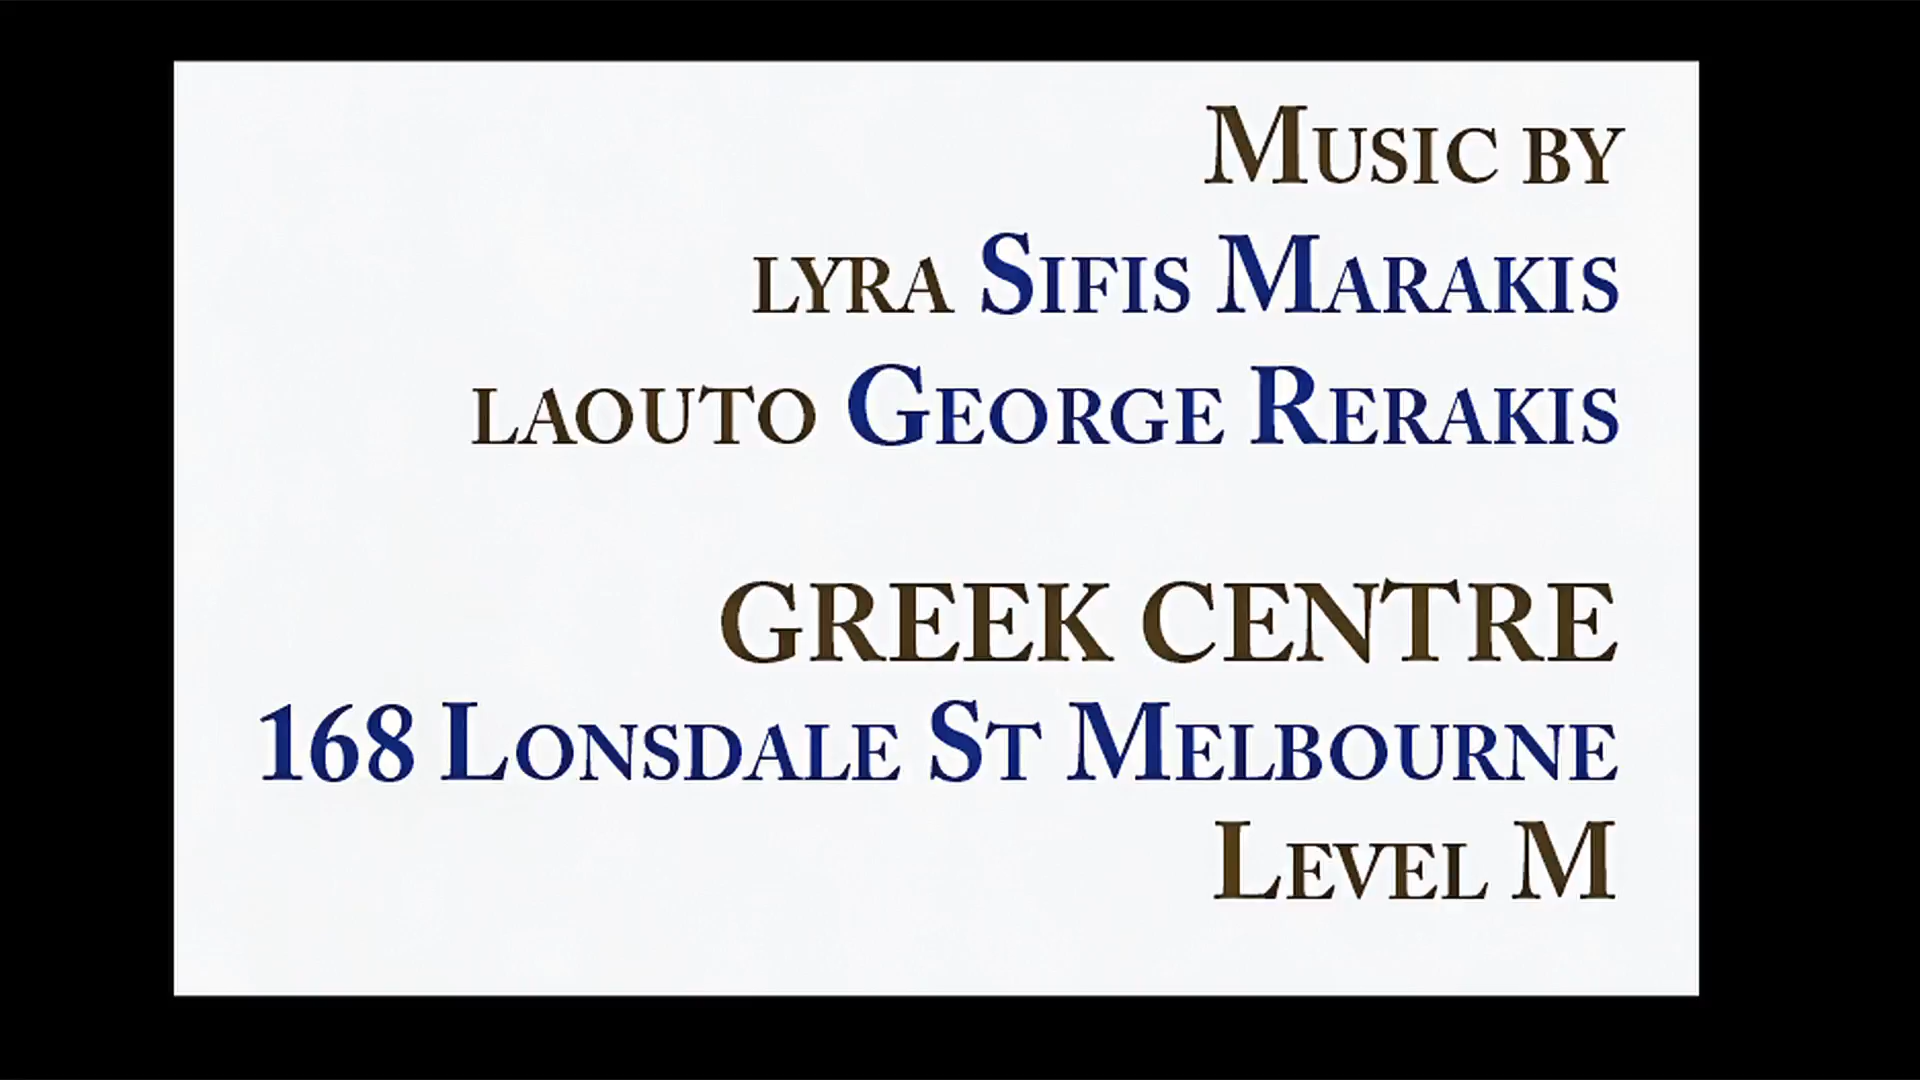 Music by
lyra Sifis Marakis
laouto George Rerakis
GREEK CENTRE
168 Lonsdale St Melbourne
Level M